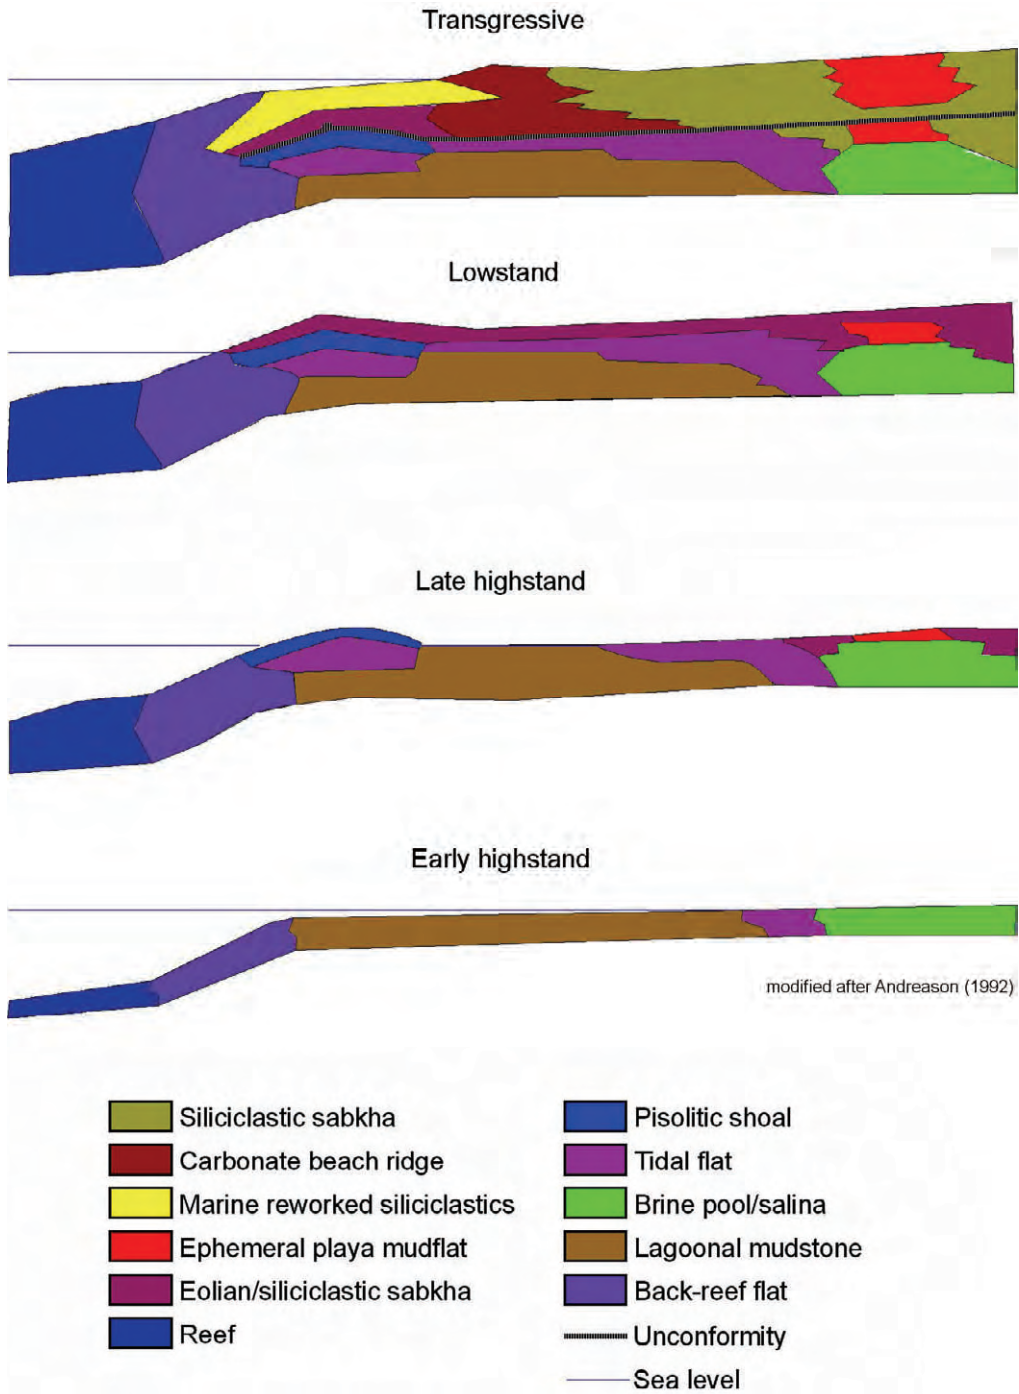 Transgressive
Lowstand
Late highstand
Early highstand
modified after Andreason (1992)
Siliciclastic sabkha
Carbonate beach ridge
Marine reworked siliciclastics
Ephemeral playa mudflat
Eolian/siliciclastic sabkha
Reef
Pisolitic shoal
Tidal flat
Brine pool/salina
Lagoonal mudstone
Back-reef flat
Unconformity
Sea level